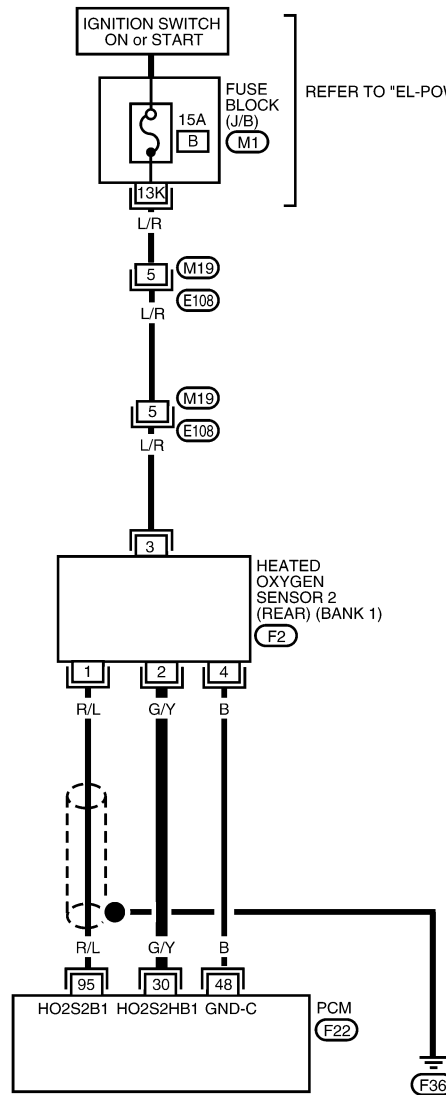 IGNITION SWITCH
ON or START
FUSE
BLOCK
(J/B)
M1
REFER TO "EL-POW
15A
B
13K
L/R
5
M19
E108
L/R
5
M19
E108
L/R
3
HEATED
OXYGEN
SENSOR 2
(REAR) (BANK 1)
F2
1 2 4
R/L G/Y B
R/L G/Y B
95 30 48
HO2S2B1 HO2S2HB1 GND-C
PCM
F22
F36